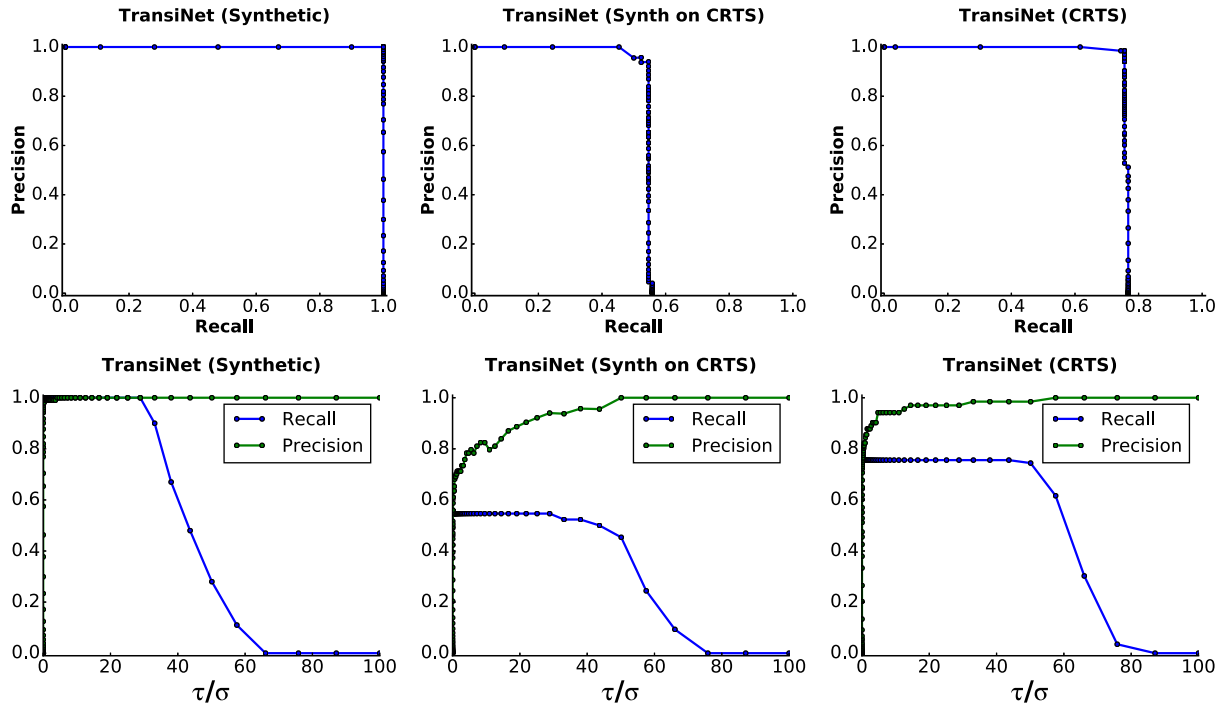 TransiNet (Synthetic)
TransiNet (Synth on CRTS)
TransiNet (CRTS)
1.0
0.8
0.6
0.4
0.2
0.0
Precision
0.0 0.2 0.4 0.6 0.8 1.0
Recall
1.0
0.8
0.6
0.4
0.2
0.0
Precision
0.0 0.2 0.4 0.6 0.8 1.0
Recall
1.0
0.8
0.6
0.4
0.2
0.0
Precision
0.0 0.2 0.4 0.6 0.8 1.0
Recall
TransiNet (Synthetic)
TransiNet (Synth on CRTS)
TransiNet (CRTS)
1.0
0.8
0.6
0.4
0.2
0.0
Recall
Precision
0 20 40 60 80 100
τ/σ
1.0
0.8
0.6
0.4
0.2
0.0
Recall
Precision
0 20 40 60 80 100
τ/σ
1.0
0.8
0.6
0.4
0.2
0.0
Recall
Precision
0 20 40 60 80 100
τ/σ